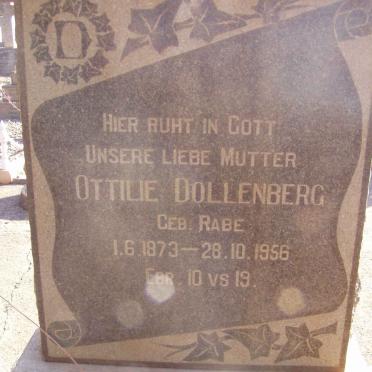 D
HIER RUHT IN GOTT
UNSERE LIEBE MUTTER
OTTILIE DOLLENBERG
GEB. RABE
1.6.1873—28.10.1956
EBR. 10 VS 19.